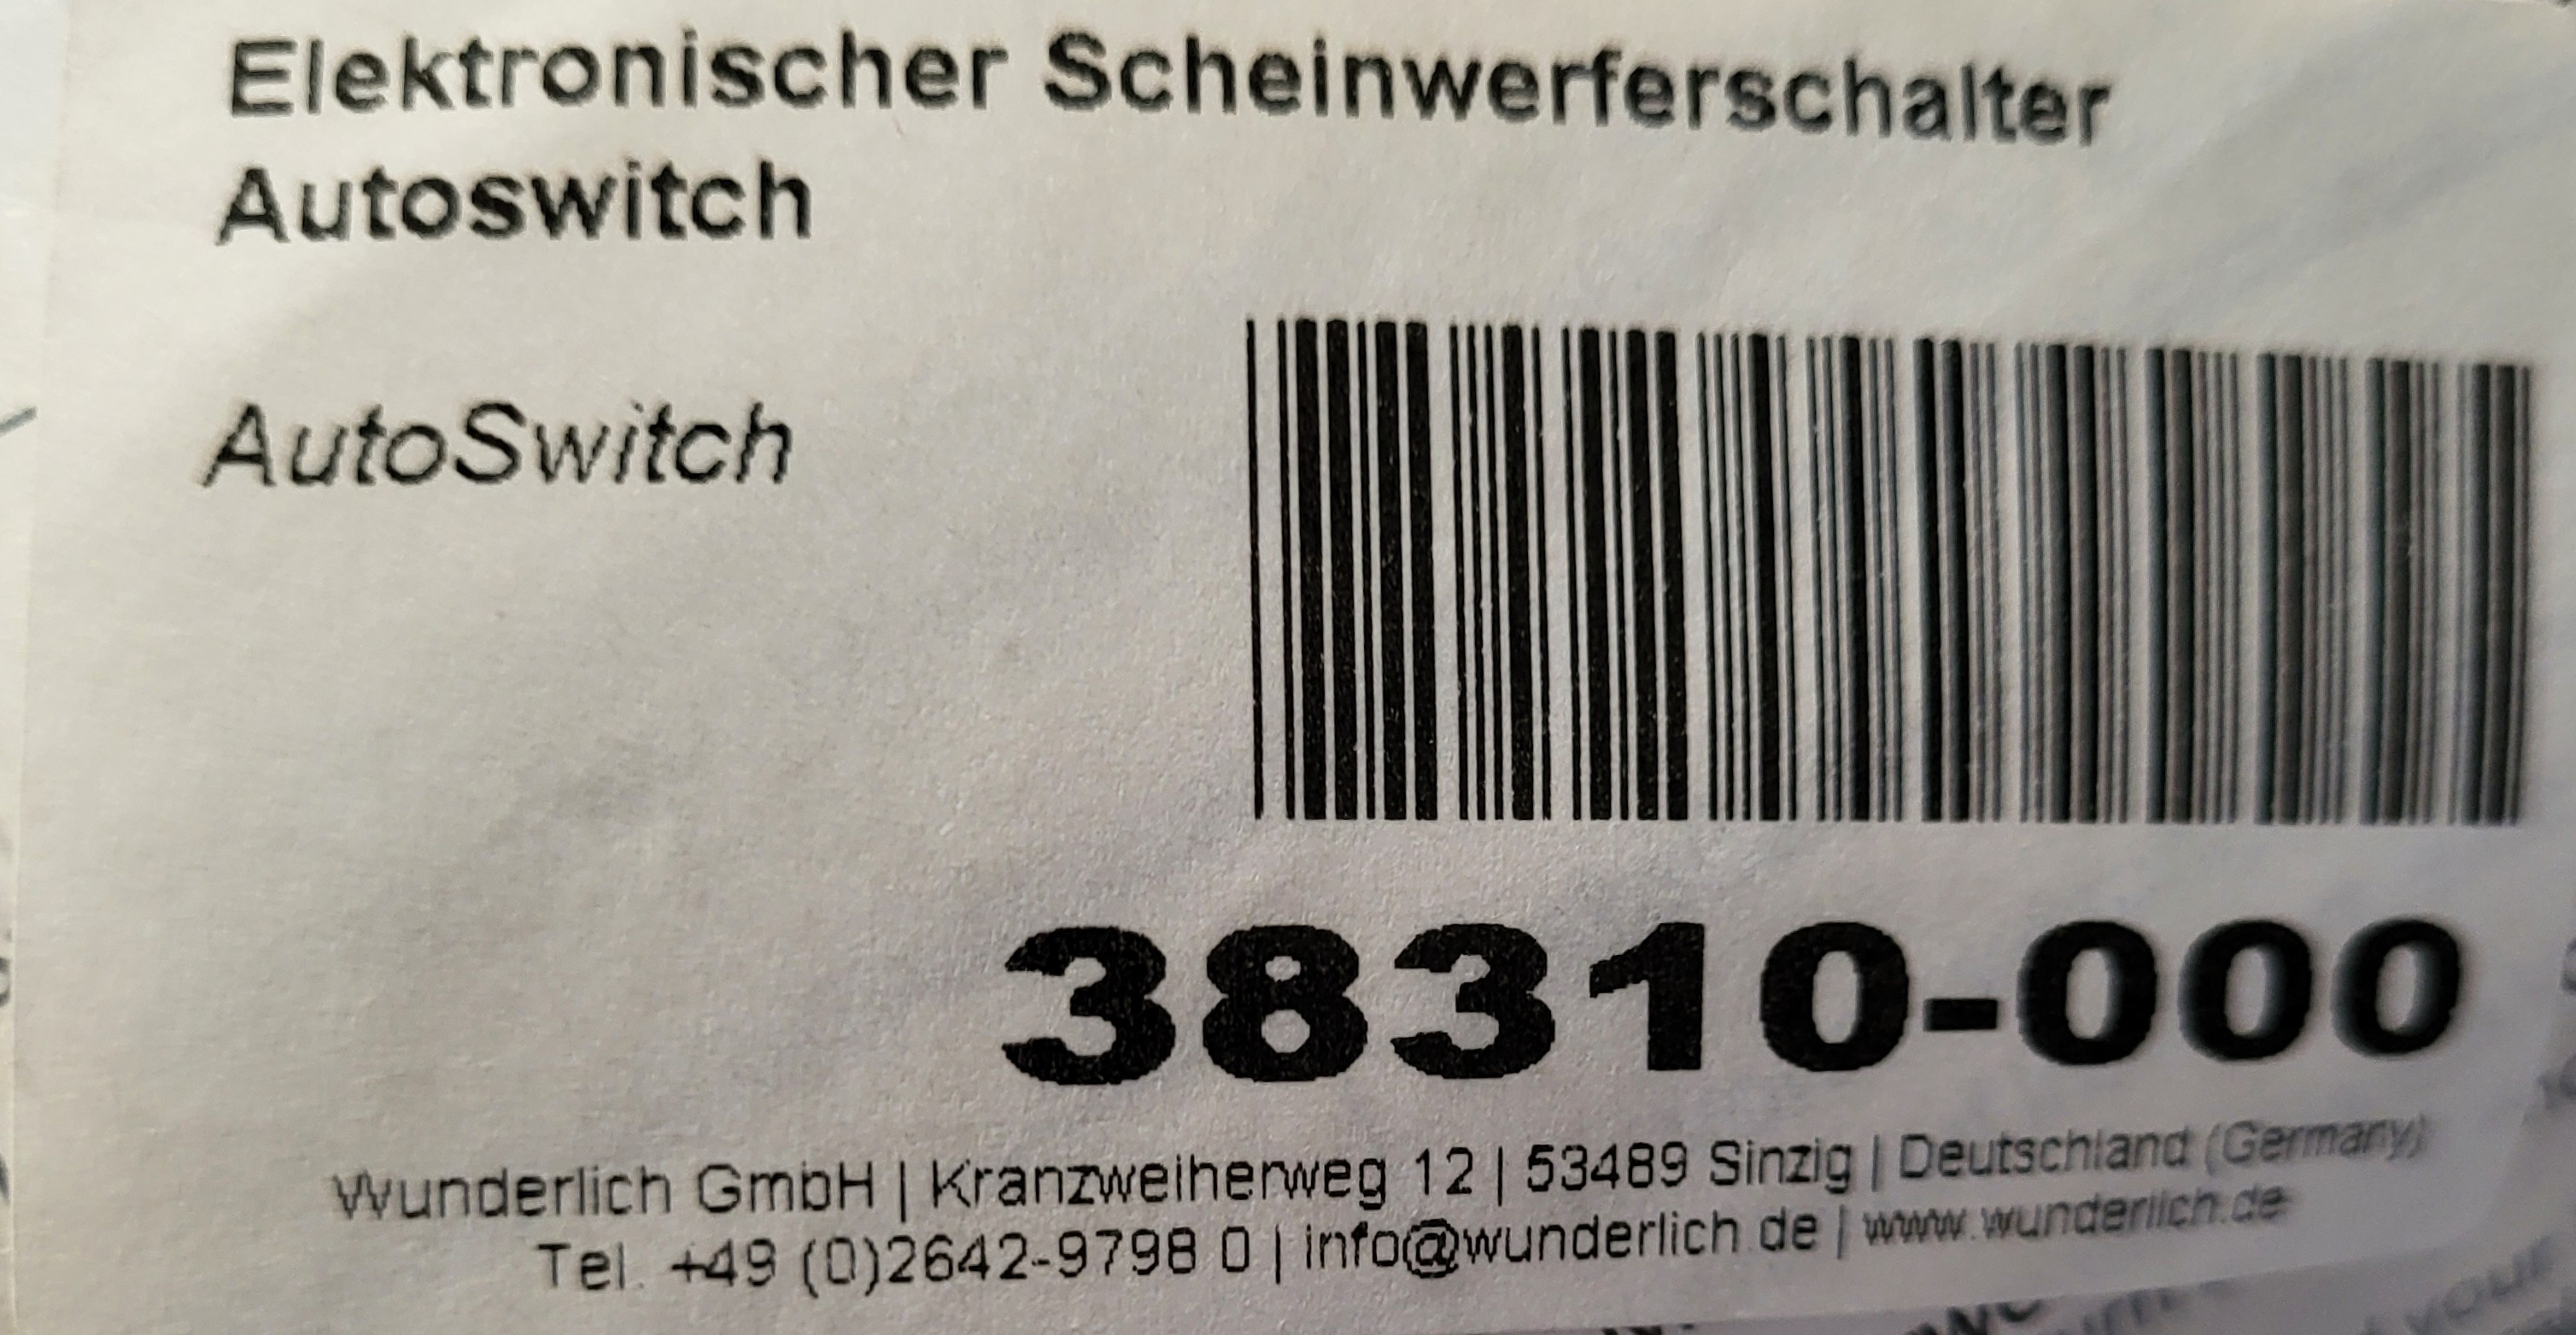 Elektronischer Scheinwerferschalter
Autoswitch
AutoSwitch
38310-000
Wunderlich GmbH | Kranzweiherweg 12 | 53489 Sinzig | Deutschland (Germany)
Tel. +49 (0)2642-9798 0 | info@wunderlich.de | www.wunderlich.de